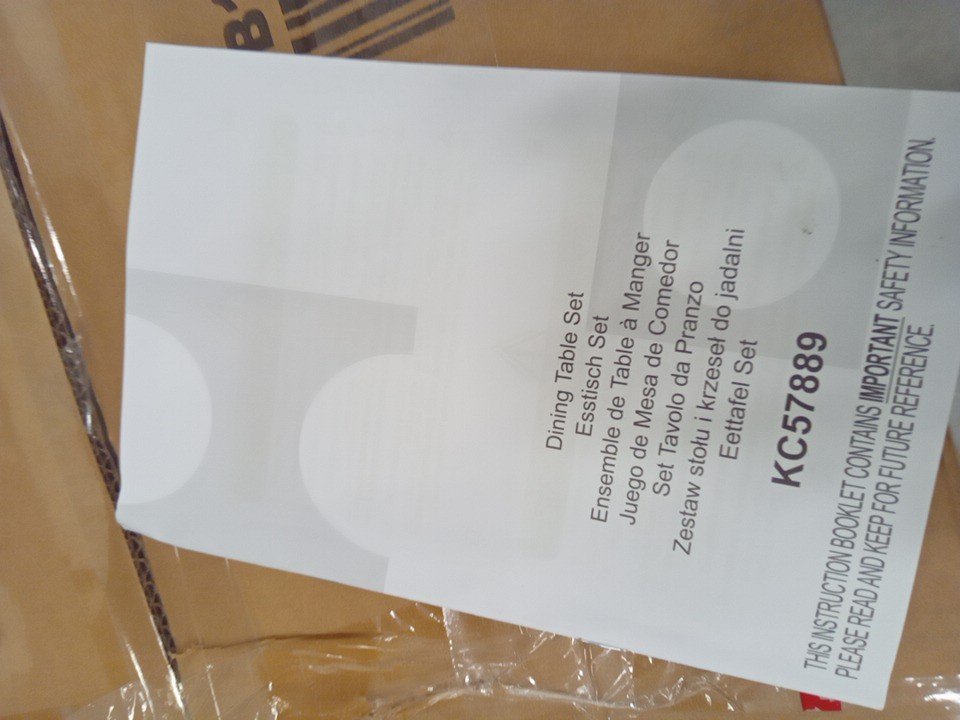 Dining Table Set
Esstisch Set
Ensemble de Table à Manger
Juego de Mesa de Comedor
Set Tavolo da Pranzo
Zestaw stołu i krzeseł do jadalni
Eettafel Set
KC57889
THIS INSTRUCTION BOOKLET CONTAINS IMPORTANT SAFETY INFORMATION.
PLEASE READ AND KEEP FOR FUTURE REFERENCE.